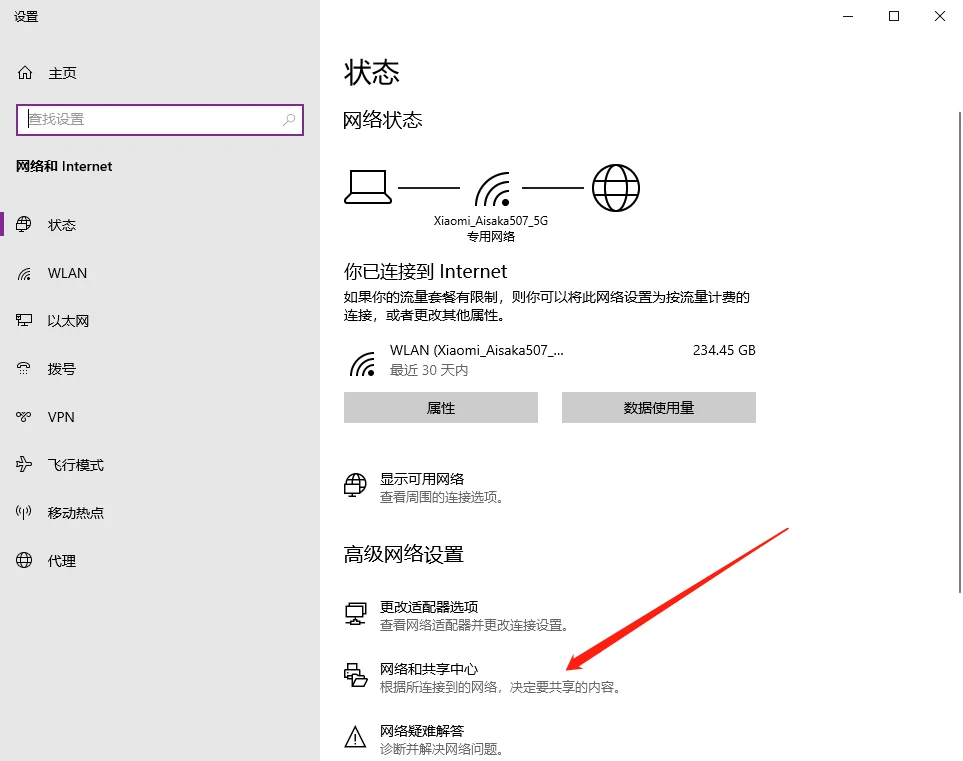 设置
主页
查找设置
网络和 Internet
状态
WLAN
以太网
拨号
VPN
飞行模式
移动热点
代理
状态
网络状态
Xiaomi_Aisaka507_5G
专用网络
你已连接到 Internet
如果你的流量套餐有限制，则你可以将此网络设置为按流量计费的
连接，或者更改其他属性。
WLAN (Xiaomi_Aisaka507_... 234.45 GB
最近 30 天内
属性 数据使用量
显示可用网络
查看周围的连接选项。
高级网络设置
更改适配器选项
查看网络适配器并更改连接设置。
网络和共享中心
根据所连接到的网络，决定要共享的内容。
网络疑难解答
诊断并解决网络问题。